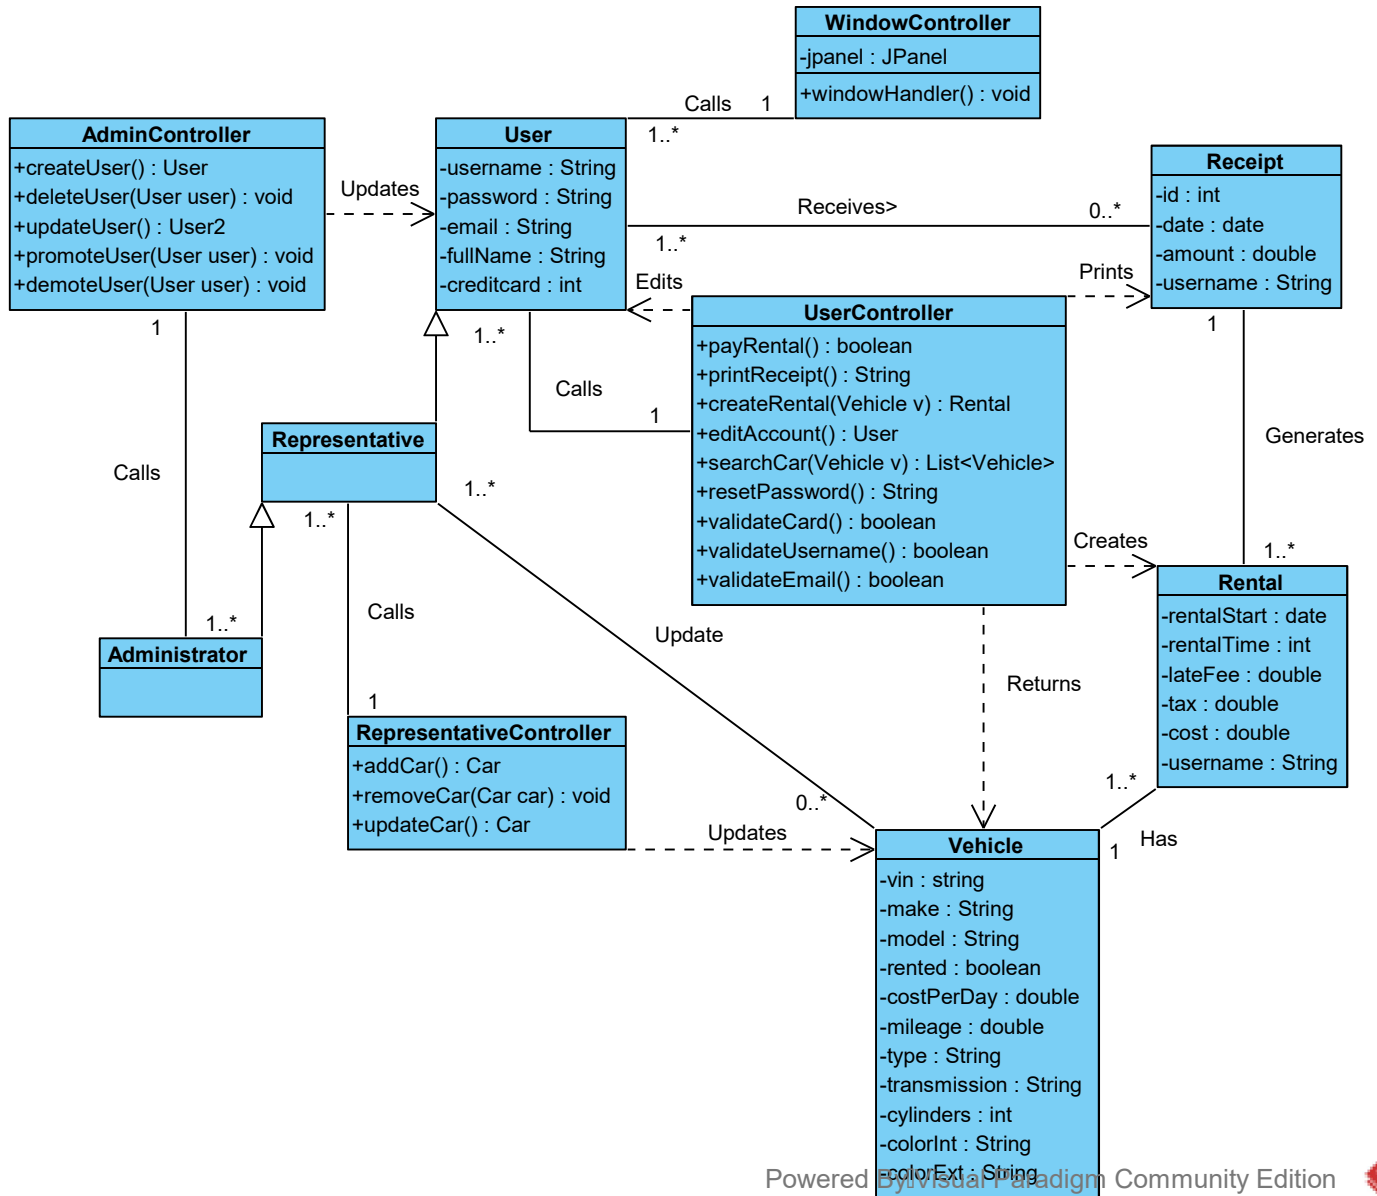 WindowController
-jpanel : JPanel
+windowHandler() : void
Calls
1
1..*
AdminController
+createUser() : User
+deleteUser(User user) : void
+updateUser() : User2
+promoteUser(User user) : void
+demoteUser(User user) : void
Updates
User
-username : String
-password : String
-email : String
-fullName : String
-creditcard : int
Receives>
0..*
1..*
Receipt
-id : int
-date : date
-amount : double
-username : String
Edits
Prints
UserController
+payRental() : boolean
+printReceipt() : String
+createRental(Vehicle v) : Rental
+editAccount() : User
+searchCar(Vehicle v) : List<Vehicle>
+resetPassword() : String
+validateCard() : boolean
+validateUsername() : boolean
+validateEmail() : boolean
1
1..*
1
Calls
1
Generates
Representative
Calls
1..*
1..*
Creates
1..*
Rental
-rentalStart : date
-rentalTime : int
-lateFee : double
-tax : double
-cost : double
-username : String
Calls
1..*
Update
Administrator
Returns
1
RepresentativeController
+addCar() : Car
+removeCar(Car car) : void
+updateCar() : Car
1..*
0..*
Updates
Has
1
Vehicle
-vin : string
-make : String
-model : String
-rented : boolean
-costPerDay : double
-mileage : double
-type : String
-transmission : String
-cylinders : int
-colorInt : String
-colorExt : String
Powered By Visual Paradigm Community Edition